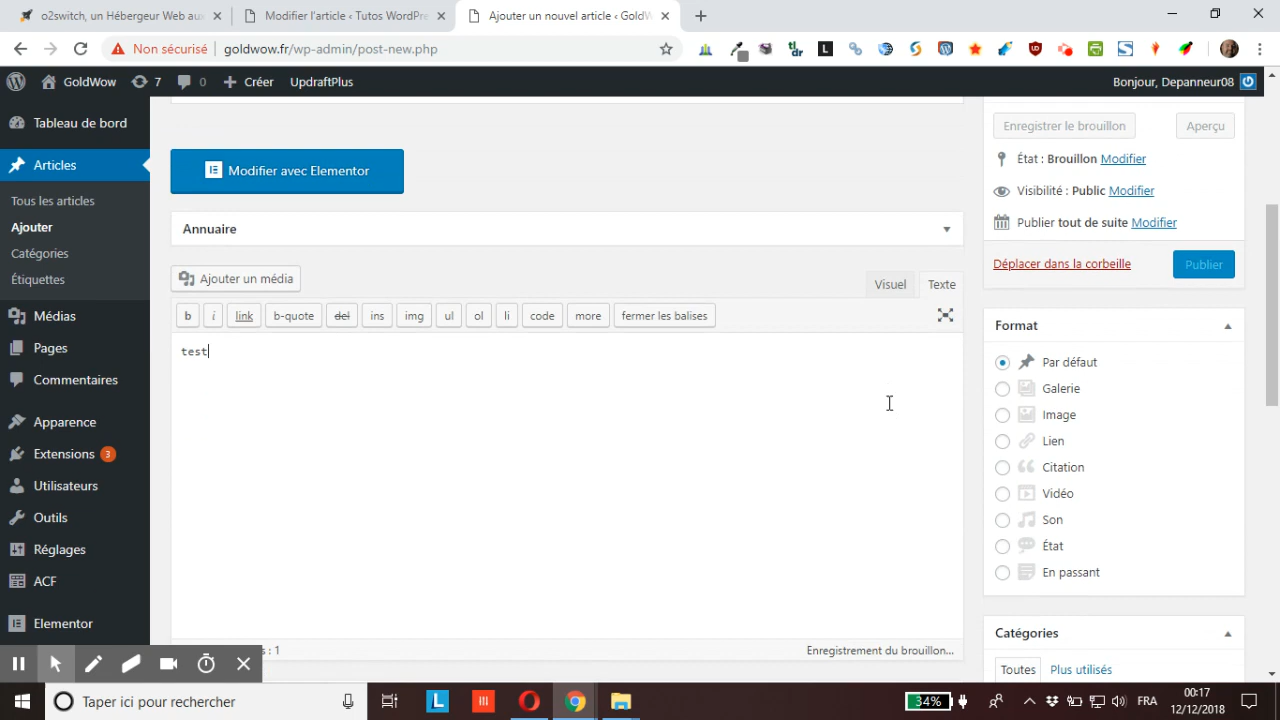 o2switch, un Hébergeur Web aux
Modifier l'article ‹ Tutos WordPre
Ajouter un nouvel article ‹ GoldW
Non sécurisé
goldwow.fr/wp-admin/post-new.php
GoldWow
7
0
Créer
UpdraftPlus
Bonjour, Depanneur08
Tableau de bord
Articles
Tous les articles
Ajouter
Catégories
Étiquettes
Médias
Pages
Commentaires
Apparence
Extensions 3
Utilisateurs
Outils
Réglages
ACF
Elementor
Modifier avec Elementor
Annuaire
Ajouter un média
Visuel
Texte
b
i
link
b-quote
del
ins
img
ul
ol
li
code
more
fermer les balises
test
: 1
Enregistrement du brouillon...
Enregistrer le brouillon
Aperçu
État : Brouillon Modifier
Visibilité : Public Modifier
Publier tout de suite Modifier
Déplacer dans la corbeille
Publier
Format
Par défaut
Galerie
Image
Lien
Citation
Vidéo
Son
État
En passant
Catégories
Toutes
Plus utilisés
Taper ici pour rechercher
34%
FRA
00:17
12/12/2018